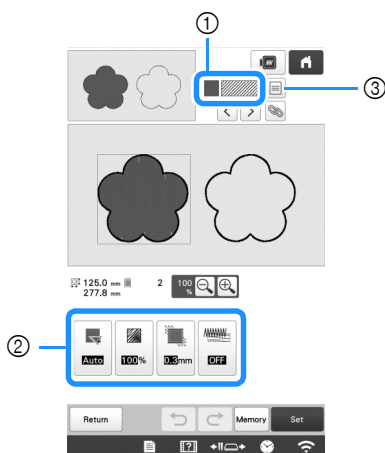 ①
③
125.0 mm 2 100
277.8 mm %
②
Auto 100% 0.3mm OFF
Return Memory Set